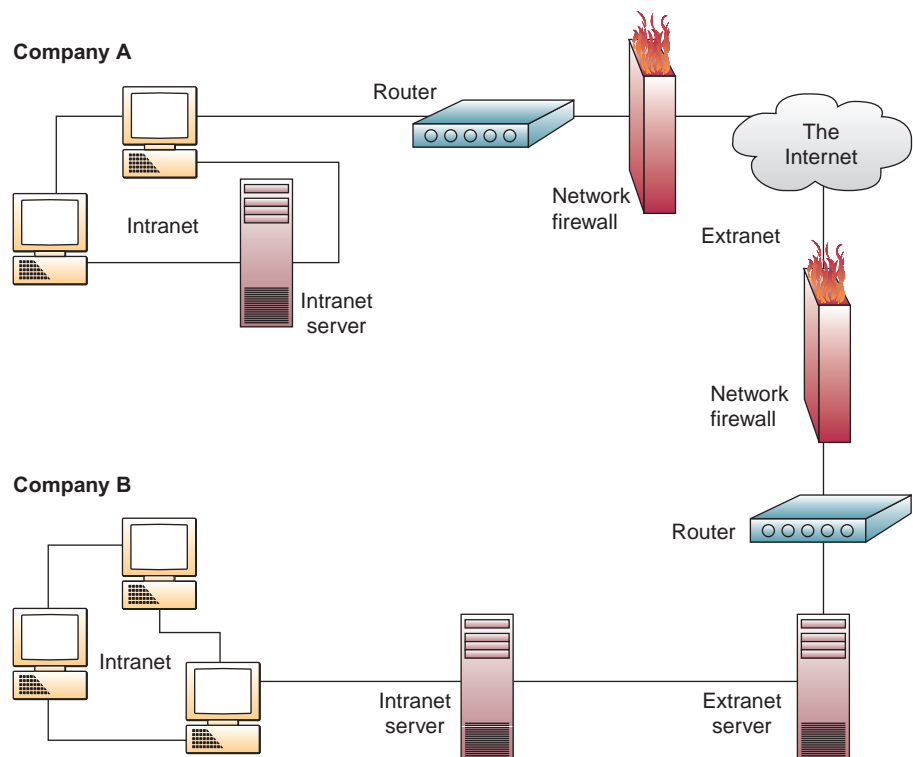 Company A
Router
The
Internet
Network
firewall
Intranet
Extranet
Intranet
server
Network
firewall
Company B
Router
Intranet
Intranet
server
Extranet
server